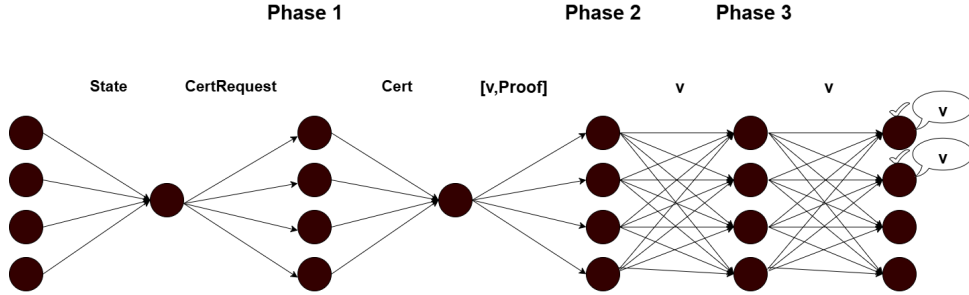 Phase 1 Phase 2 Phase 3
State CertRequest Cert [v,Proof] v v
v
v